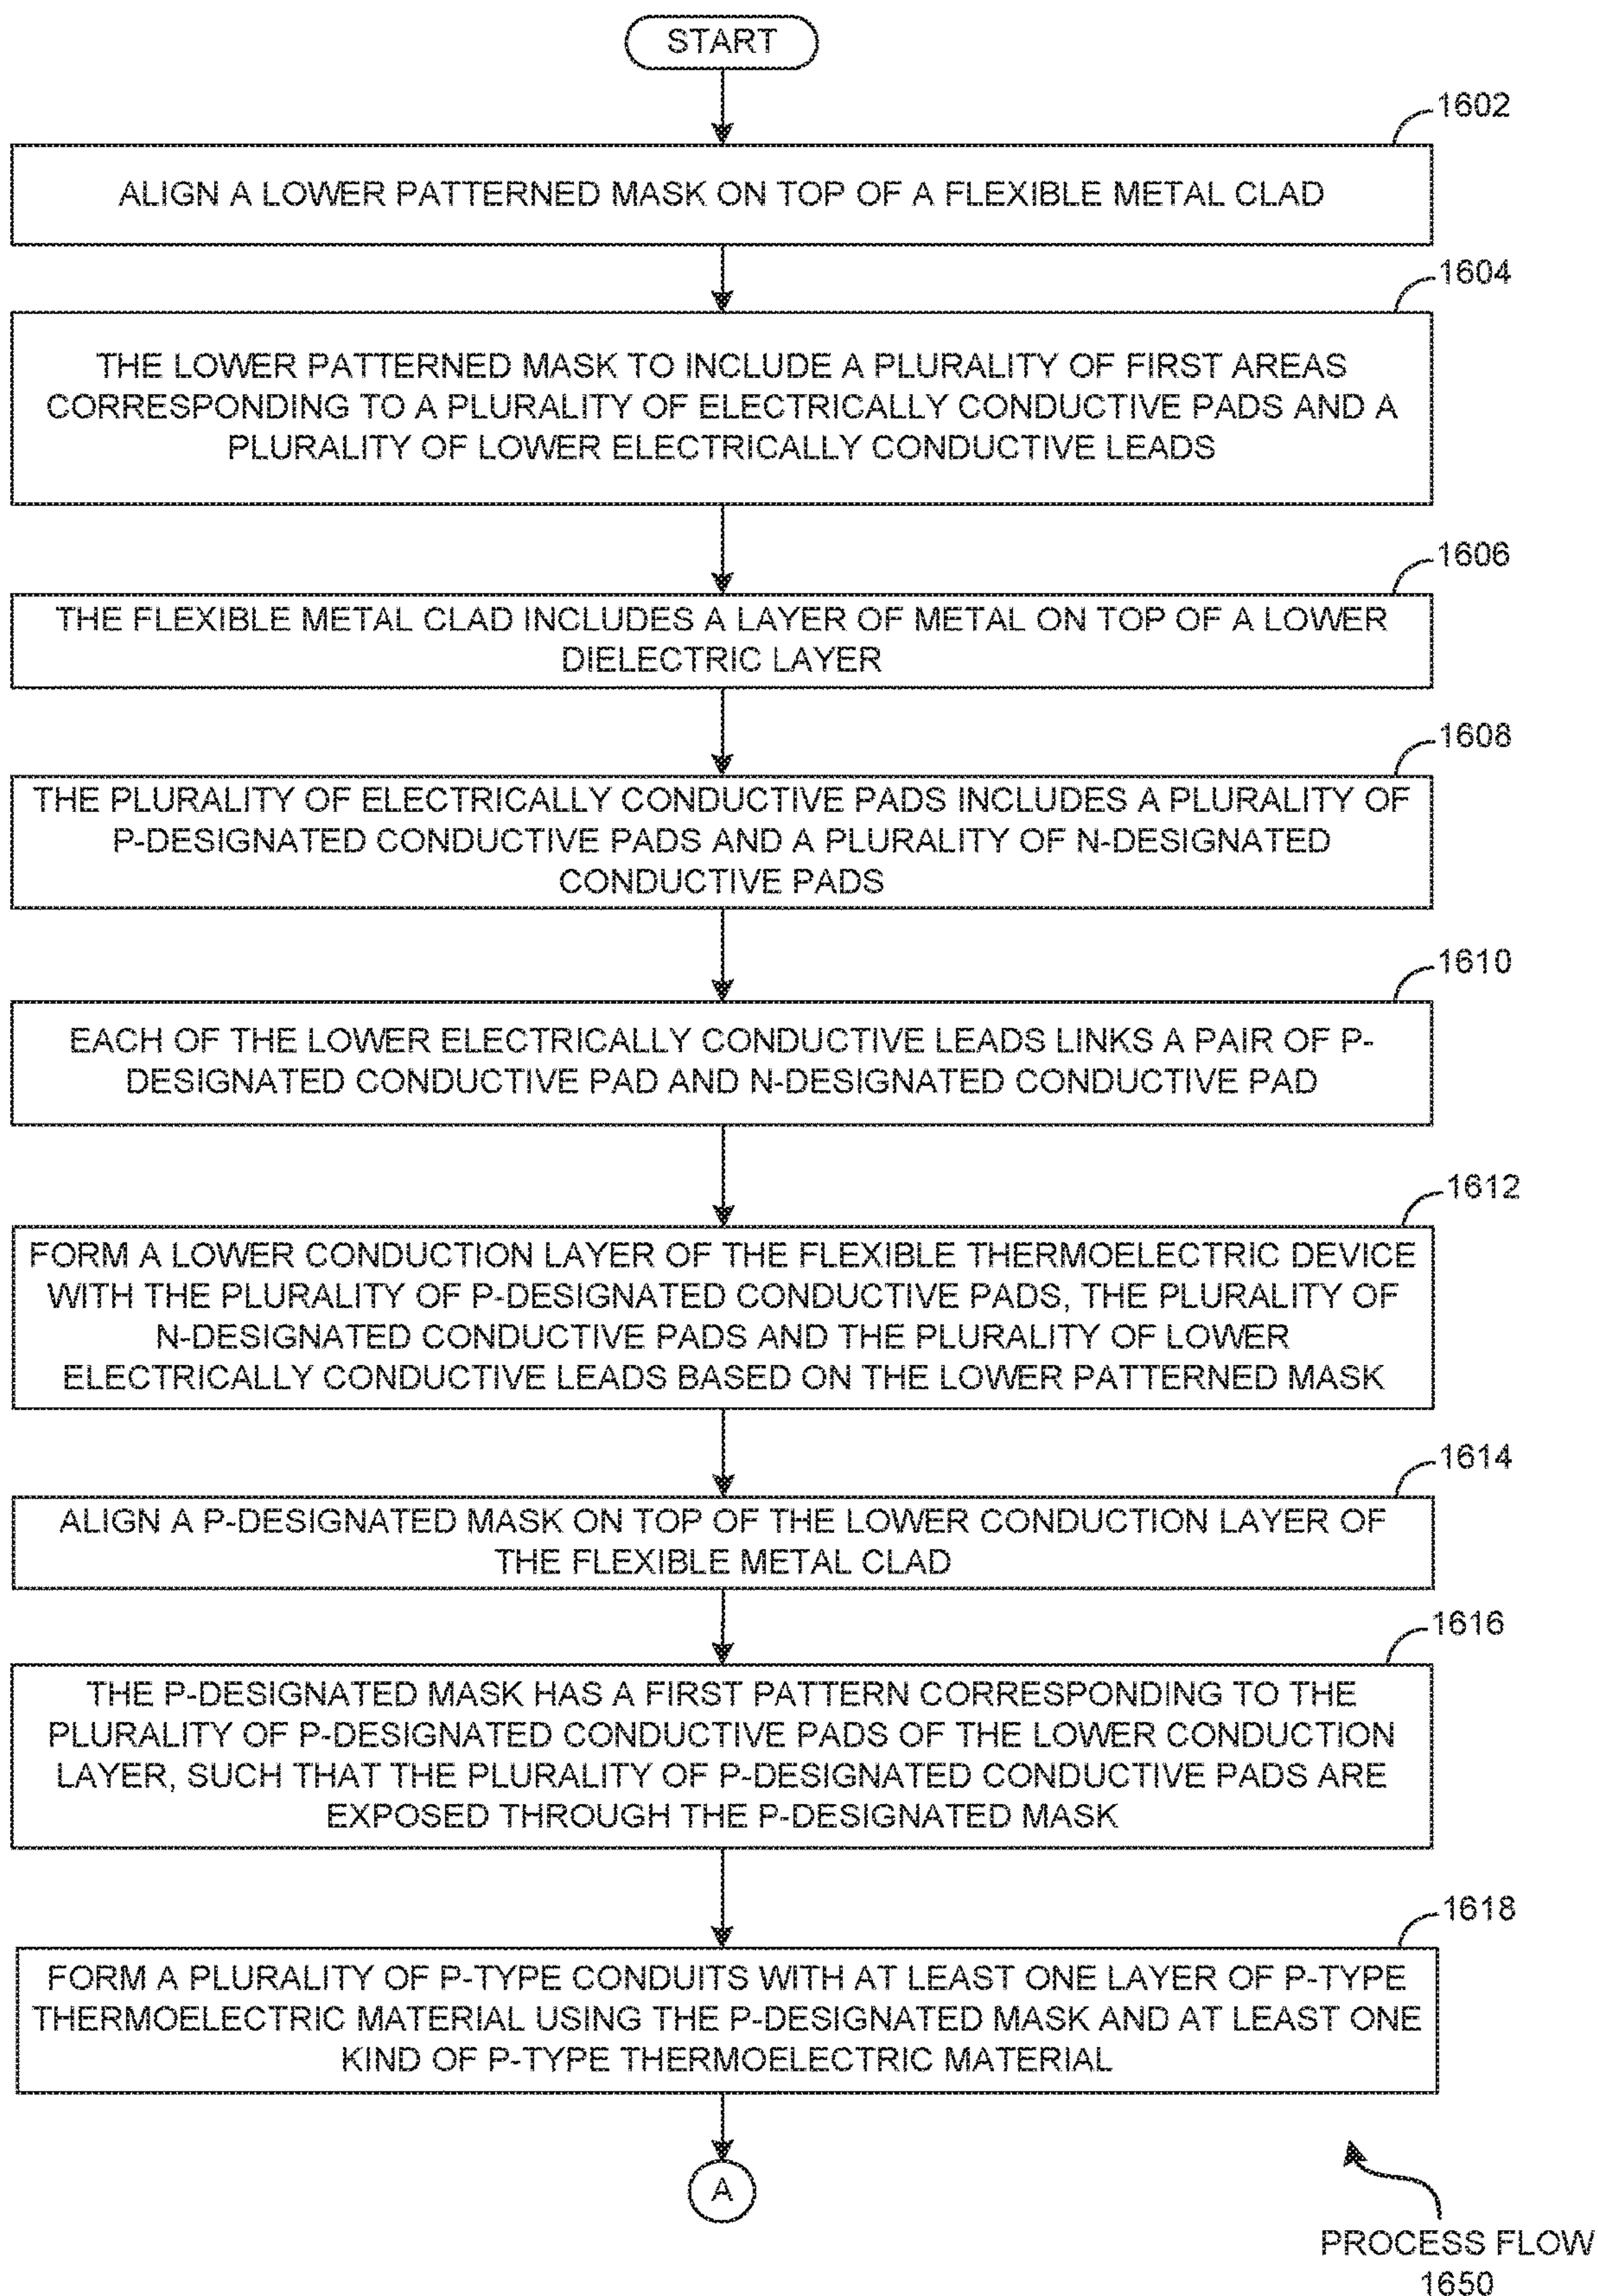 START
1602
ALIGN A LOWER PATTERNED MASK ON TOP OF A FLEXIBLE METAL CLAD
1604
THE LOWER PATTERNED MASK TO INCLUDE A PLURALITY OF FIRST AREAS
CORRESPONDING TO A PLURALITY OF ELECTRICALLY CONDUCTIVE PADS AND A
PLURALITY OF LOWER ELECTRICALLY CONDUCTIVE LEADS
1606
THE FLEXIBLE METAL CLAD INCLUDES A LAYER OF METAL ON TOP OF A LOWER
DIELECTRIC LAYER
1608
THE PLURALITY OF ELECTRICALLY CONDUCTIVE PADS INCLUDES A PLURALITY OF
P-DESIGNATED CONDUCTIVE PADS AND A PLURALITY OF N-DESIGNATED
CONDUCTIVE PADS
1610
EACH OF THE LOWER ELECTRICALLY CONDUCTIVE LEADS LINKS A PAIR OF P-
DESIGNATED CONDUCTIVE PAD AND N-DESIGNATED CONDUCTIVE PAD
1612
FORM A LOWER CONDUCTION LAYER OF THE FLEXIBLE THERMOELECTRIC DEVICE
WITH THE PLURALITY OF P-DESIGNATED CONDUCTIVE PADS, THE PLURALITY OF
N-DESIGNATED CONDUCTIVE PADS AND THE PLURALITY OF LOWER
ELECTRICALLY CONDUCTIVE LEADS BASED ON THE LOWER PATTERNED MASK
1614
ALIGN A P-DESIGNATED MASK ON TOP OF THE LOWER CONDUCTION LAYER OF
THE FLEXIBLE METAL CLAD
1616
THE P-DESIGNATED MASK HAS A FIRST PATTERN CORRESPONDING TO THE
PLURALITY OF P-DESIGNATED CONDUCTIVE PADS OF THE LOWER CONDUCTION
LAYER, SUCH THAT THE PLURALITY OF P-DESIGNATED CONDUCTIVE PADS ARE
EXPOSED THROUGH THE P-DESIGNATED MASK
1618
FORM A PLURALITY OF P-TYPE CONDUITS WITH AT LEAST ONE LAYER OF P-TYPE
THERMOELECTRIC MATERIAL USING THE P-DESIGNATED MASK AND AT LEAST ONE
KIND OF P-TYPE THERMOELECTRIC MATERIAL
A
PROCESS FLOW
1650